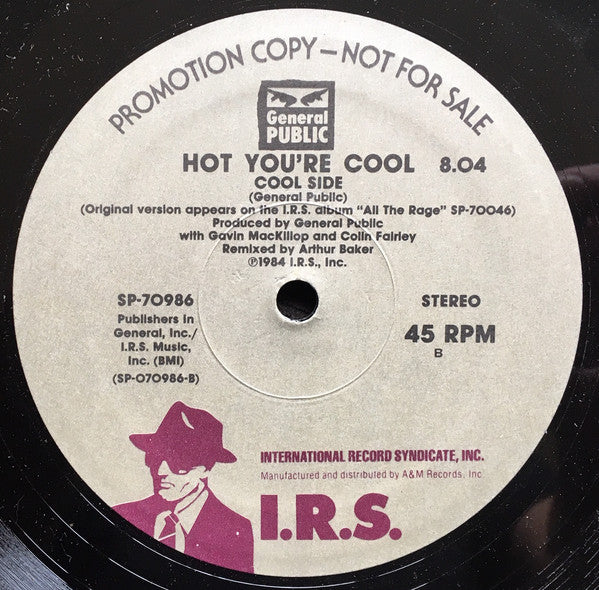 PROMOTION COPY—NOT FOR SALE
General
PUBLIC
HOT YOU'RE COOL 8.04
COOL SIDE
(General Public)
(Original version appears on the I.R.S. album "All The Rage" SP-70046)
Produced by General Public
with Gavin MacKillop and Colin Fairley
Remixed by Arthur Baker
℗1984 I.R.S., Inc.
SP-70986
Publishers in
General, Inc./
I.R.S. Music,
Inc. (BMI)
(SP-070986-B)
STEREO
45 RPM
B
INTERNATIONAL RECORD SYNDICATE, INC.
Manufactured and distributed by A&M Records, Inc
I.R.S.